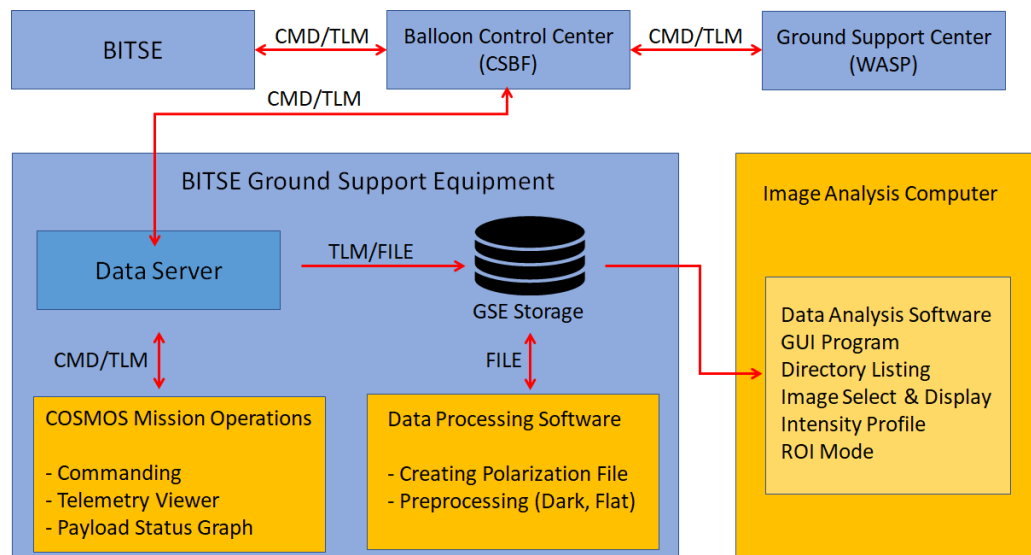 BITSE
CMD/TLM
Balloon Control Center
(CSBF)
CMD/TLM
Ground Support Center
(WASP)
CMD/TLM
BITSE Ground Support Equipment
Data Server
TLM/FILE
GSE Storage
CMD/TLM
FILE
COSMOS Mission Operations
- Commanding
- Telemetry Viewer
- Payload Status Graph
Data Processing Software
- Creating Polarization File
- Preprocessing (Dark, Flat)
Image Analysis Computer
Data Analysis Software
GUI Program
Directory Listing
Image Select & Display
Intensity Profile
ROI Mode